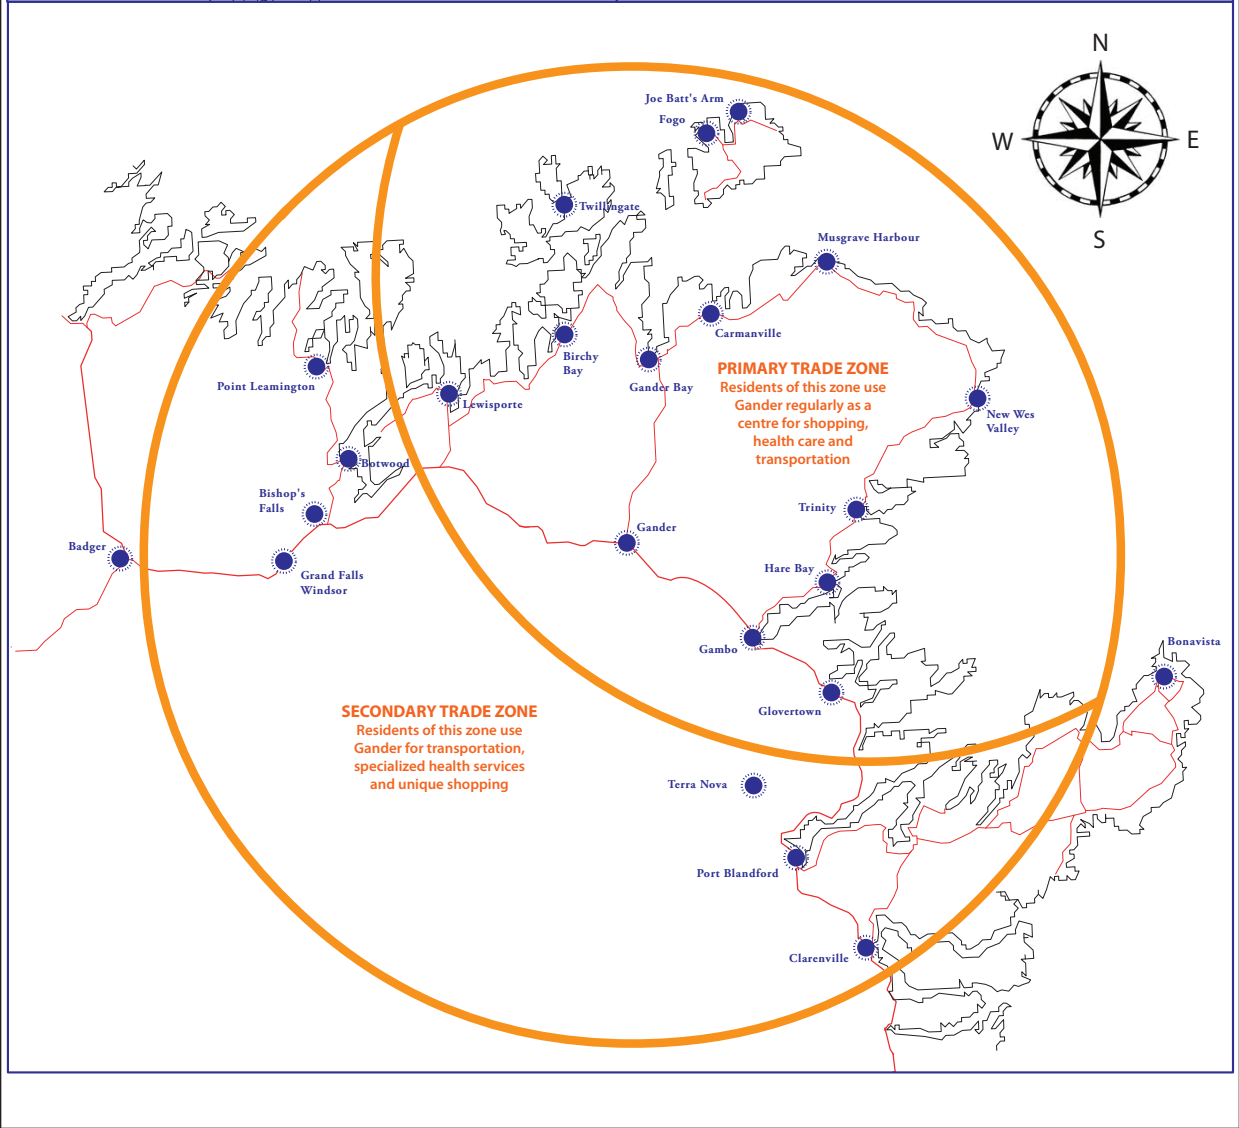 N
Joe Batt's Arm
Fogo
W
E
Twillingate
S
Musgrave Harbour
Carmanville
Birchy
Bay
PRIMARY TRADE ZONE
Residents of this zone use
Gander regularly as a
centre for shopping,
health care and
transportation
Point Leamington
Gander Bay
Lewisporte
New Wes
Valley
Botwood
Bishop's
Falls
Trinity
Gander
Badger
Hare Bay
Grand Falls
Windsor
Gambo
Bonavista
Glovertown
SECONDARY TRADE ZONE
Residents of this zone use
Gander for transportation,
specialized health services
and unique shopping
Terra Nova
Port Blandford
Clarenville